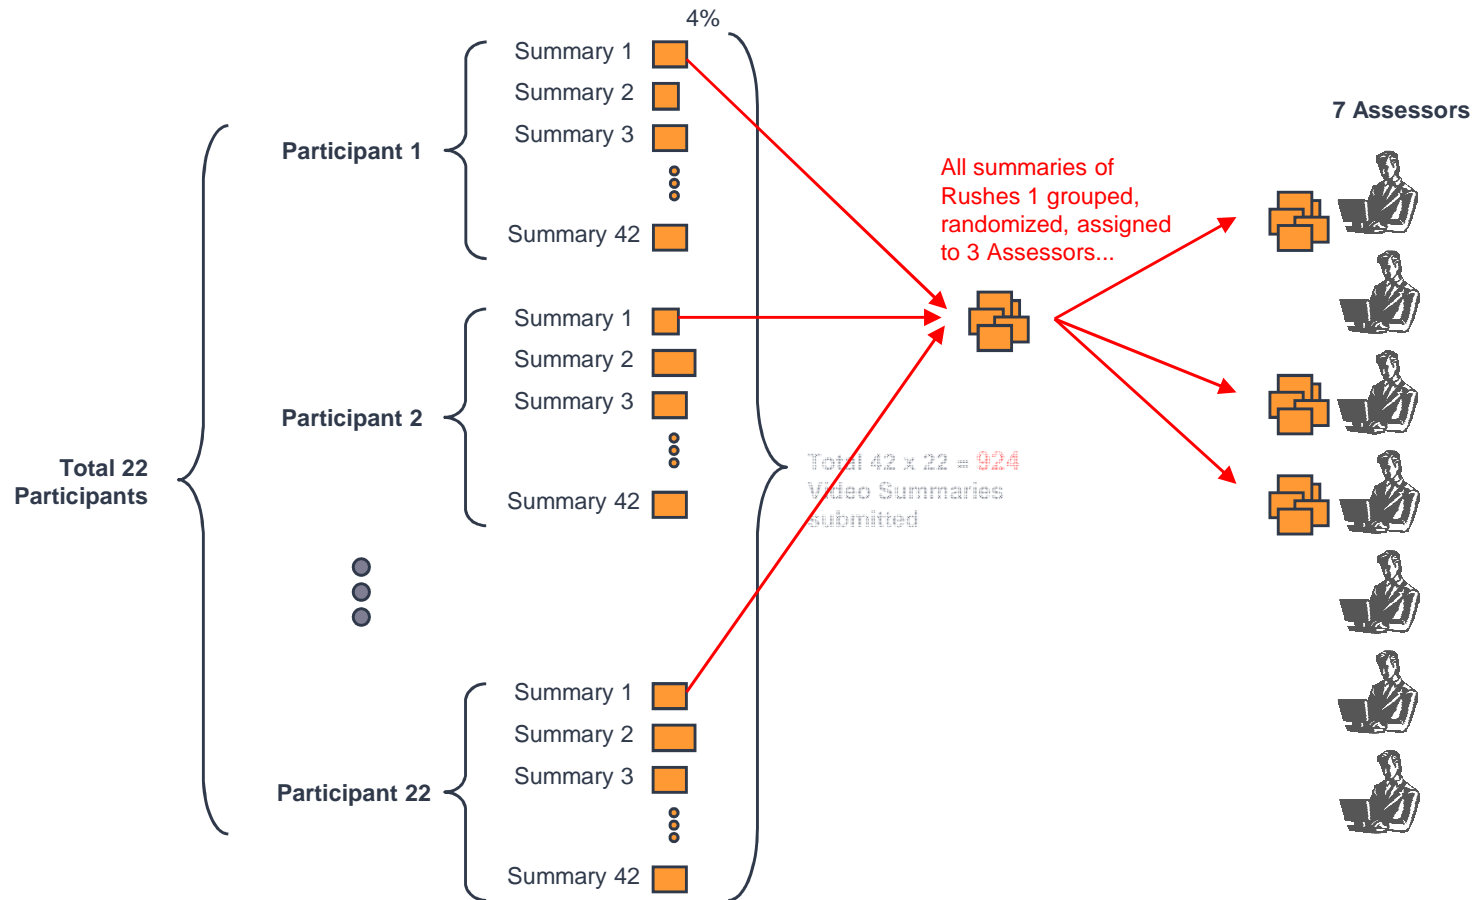 4%
Summary 1
Summary 2
Summary 3
Summary 42
Participant 1
Summary 1
Summary 2
Summary 3
Summary 42
Participant 2
Total 22
Participants
Summary 1
Summary 2
Summary 3
Summary 42
Participant 22
Total 42 x 22 = 924
Video Summaries
submitted
All summaries of
Rushes 1 grouped,
randomized, assigned
to 3 Assessors...
7 Assessors